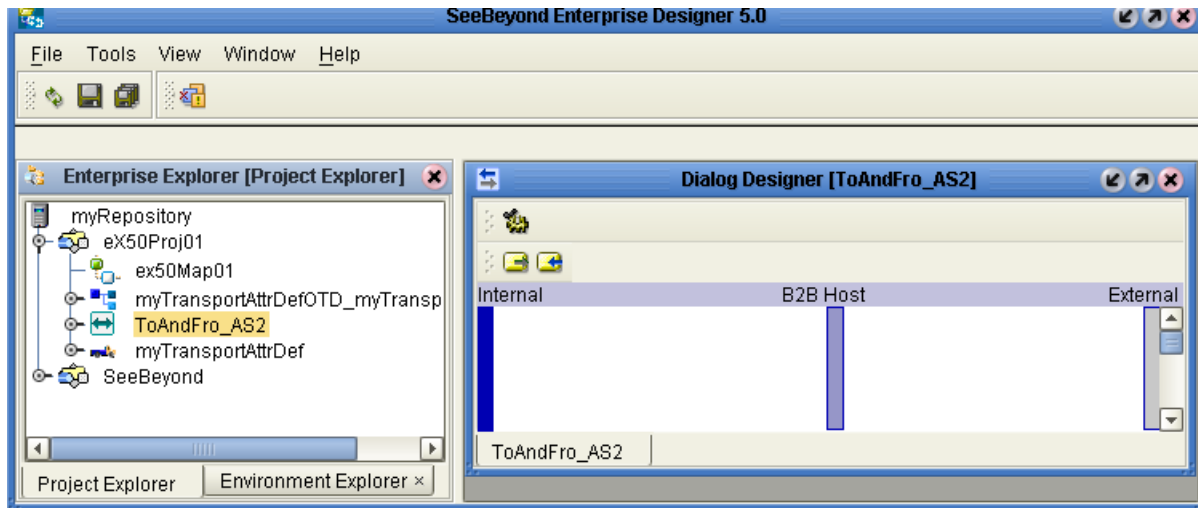 SeeBeyond Enterprise Designer 5.0
File Tools View Window Help
Enterprise Explorer [Project Explorer]
myRepository
eX50Proj01
ex50Map01
myTransportAttrDefOTD_myTransp
ToAndFro_AS2
myTransportAttrDef
SeeBeyond
Project Explorer Environment Explorer ×
Dialog Designer [ToAndFro_AS2]
Internal B2B Host External
ToAndFro_AS2